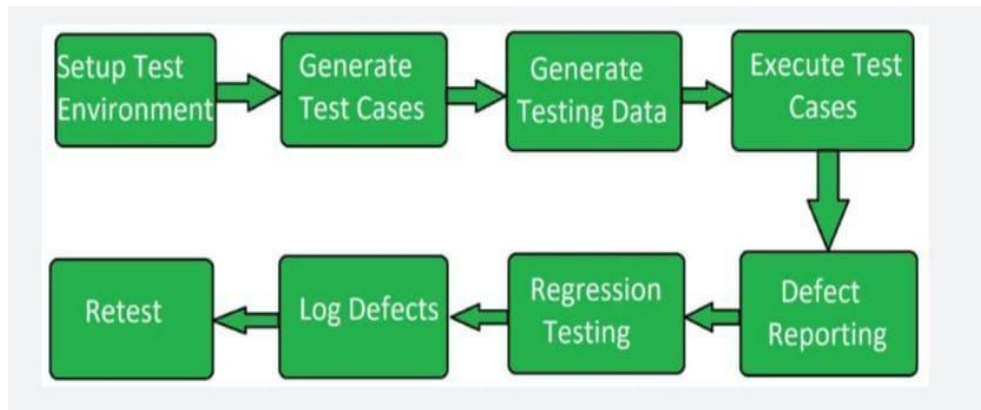 Setup Test
Environment
Generate
Test Cases
Generate
Testing Data
Execute Test
Cases
Defect
Reporting
Regression
Testing
Log Defects
Retest